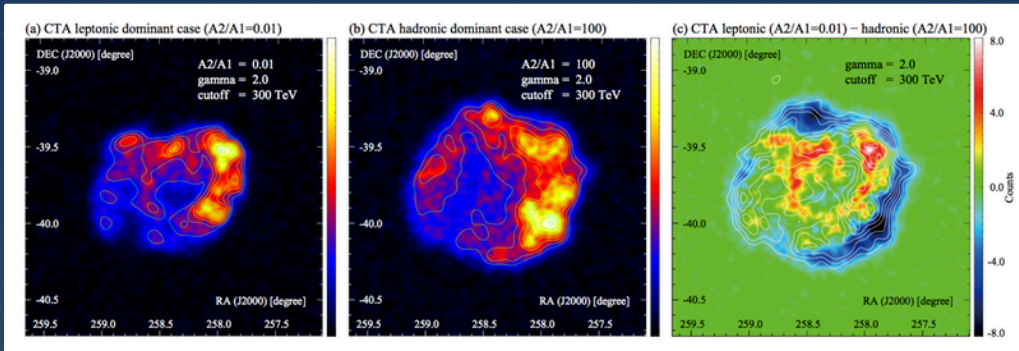 (a) CTA leptonic dominant case (A2/A1=0.01)
DEC (J2000) [degree]
A2/A1 = 0.01
gamma = 2.0
cutoff = 300 TeV
-39.0
-39.5
-40.0
-40.5
RA (J2000) [degree]
259.5 259.0 258.5 258.0 257.5
(b) CTA hadronic dominant case (A2/A1=100)
DEC (J2000) [degree]
A2/A1 = 100
gamma = 2.0
cutoff = 300 TeV
-39.0
-39.5
-40.0
-40.5
RA (J2000) [degree]
259.5 259.0 258.5 258.0 257.5
(c) CTA leptonic (A2/A1=0.01) − hadronic (A2/A1=100)
DEC (J2000) [degree]
gamma = 2.0
cutoff = 300 TeV
-39.0
-39.5
-40.0
-40.5
RA (J2000) [degree]
259.5 259.0 258.5 258.0 257.5
8.0
4.0
0.0
-4.0
-8.0
Counts